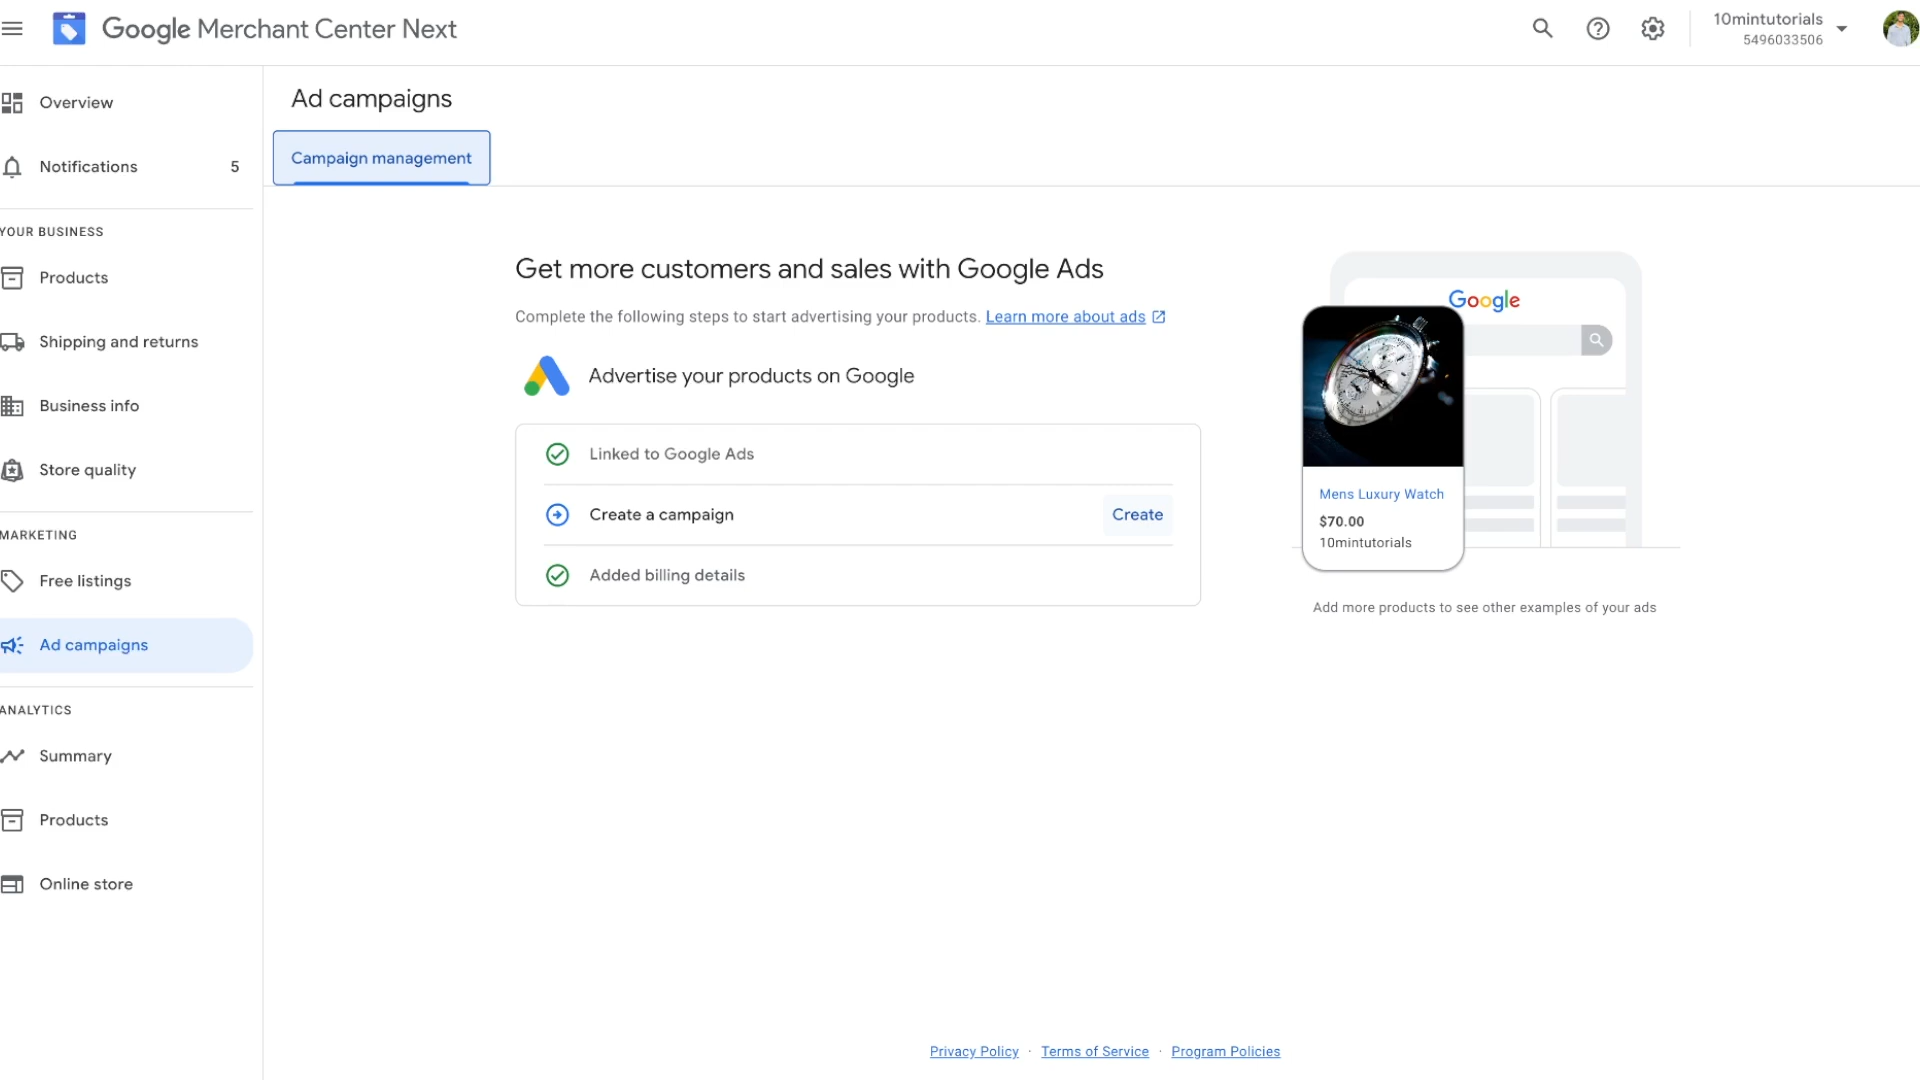 Google Merchant Center Next
10mintutorials
5496033506
Overview
Notifications 5
YOUR BUSINESS
Products
Shipping and returns
Business info
Store quality
MARKETING
Free listings
Ad campaigns
ANALYTICS
Summary
Products
Online store
Ad campaigns
Campaign management
Get more customers and sales with Google Ads
Complete the following steps to start advertising your products. Learn more about ads
Advertise your products on Google
Linked to Google Ads
Create a campaign Create
Added billing details
Google
Mens Luxury Watch
$70.00
10mintutorials
Add more products to see other examples of your ads
Privacy Policy · Terms of Service · Program Policies